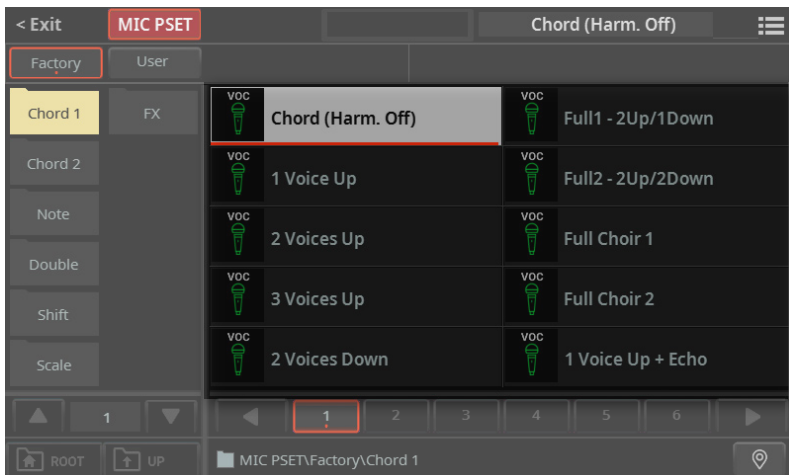 < Exit MIC PSET Chord (Harm. Off)
Factory User
Chord 1 FX
Chord 2
Note
Double
Shift
Scale
VOC Chord (Harm. Off) VOC Full1 - 2Up/1Down
VOC 1 Voice Up VOC Full2 - 2Up/2Down
VOC 2 Voices Up VOC Full Choir 1
VOC 3 Voices Up VOC Full Choir 2
VOC 2 Voices Down VOC 1 Voice Up + Echo
1 1 2 3 4 5 6
ROOT UP MIC PSET\Factory\Chord 1